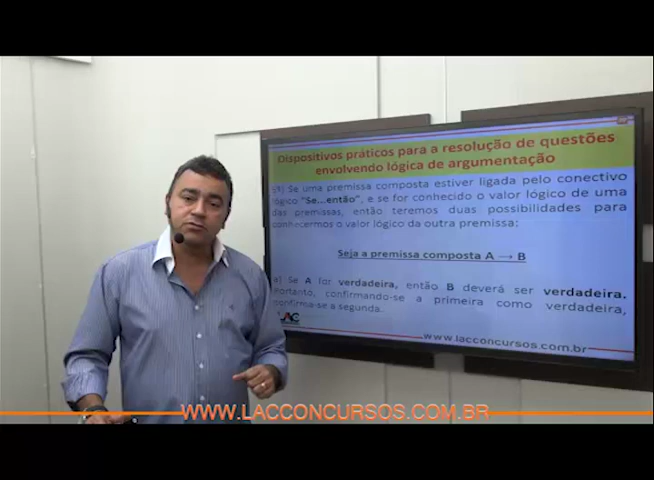 Dispositivos práticos para a resolução de questões
envolvendo lógica de argumentação
Se uma premissa composta estiver ligada pelo conectivo
lógico "Se...então", e se for conhecido o valor lógico de uma
das premissas, então teremos duas possibilidades para
conhecermos o valor lógico da outra premissa:
Seja a premissa composta A → B
a) Se A for verdadeira, então B deverá ser verdadeira.
Portanto, confirmando-se a primeira como verdadeira,
confirma-se a segunda.
LAC
www.lacconcursos.com.br
WWW.LACCONCURSOS.COM.BR